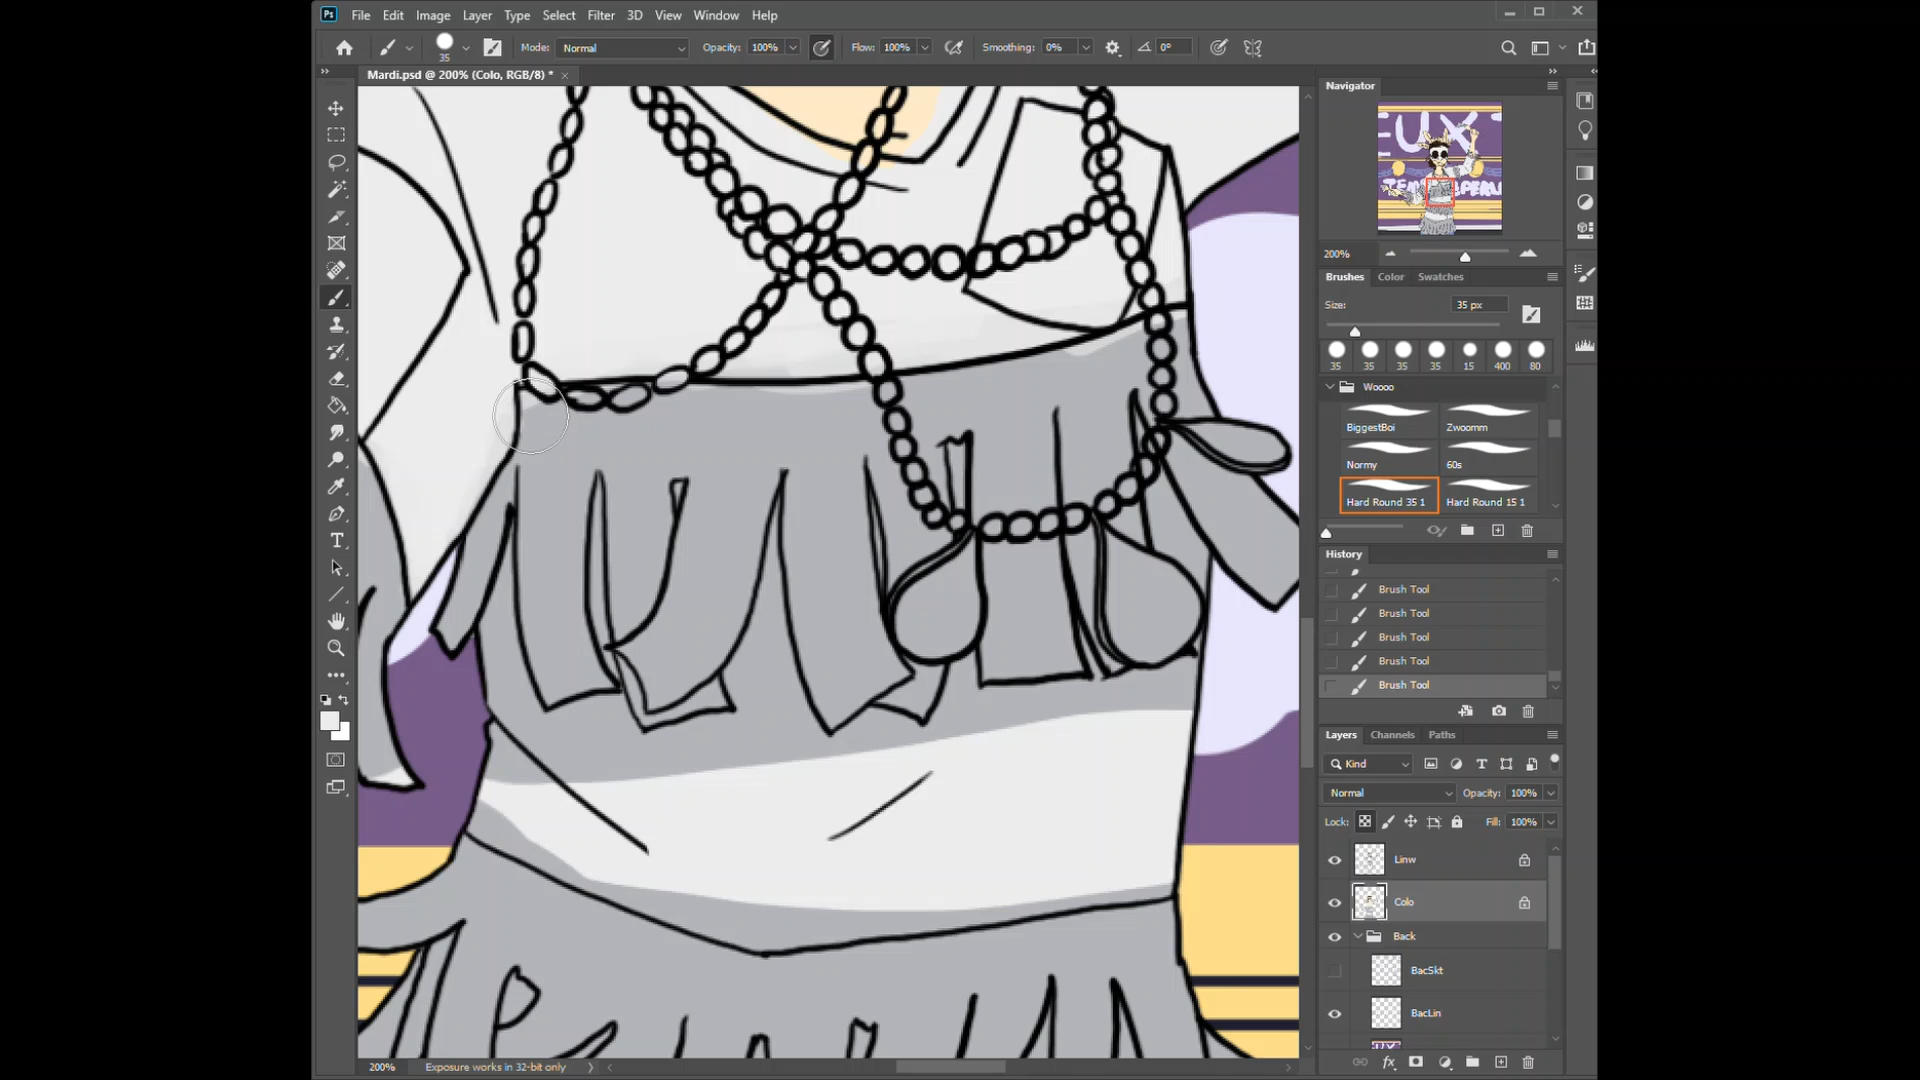 Ps File Edit Image Layer Type Select Filter 3D View Window Help
35 Mode: Normal Opacity: 100% Flow: 100% Smoothing: 0% 0°
Mardi.psd @ 200% (Colo, RGB/8) *
Navigator
200%
Brushes Color Swatches
Size: 35 px
35 35 35 35 15 400 80
Woooo
BiggestBoi Zwoomm
Normy 60s
Hard Round 35 1 Hard Round 15 1
History
Brush Tool
Brush Tool
Brush Tool
Brush Tool
Brush Tool
Layers Channels Paths
Kind
Normal Opacity: 100%
Lock: Fill: 100%
Linw
Colo
Back
BacSkt
BacLin
200% Exposure works in 32-bit only